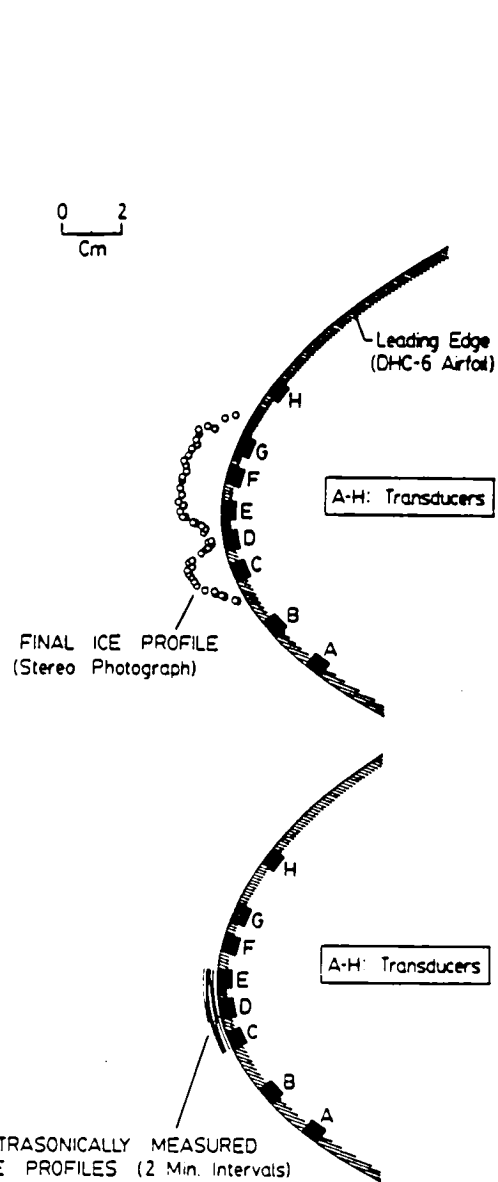 0 2
Cm
Leading Edge
(DHC-6 Airfoil)
H
G
F
A-H: Transducers
E
D
C
B
A
FINAL ICE PROFILE
(Stereo Photograph)
H
G
F
A-H: Transducers
E
D
C
B
A
TRASONICALLY MEASURED
E PROFILES (2 Min. Intervals)